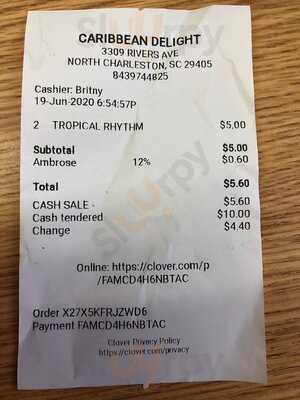 CARIBBEAN DELIGHT
3309 RIVERS AVE
NORTH CHARLESTON, SC 29405
8439744825
Cashier: Britny
19-Jun-2020 6:54:57P
2 TROPICAL RHYTHM $5.00
Subtotal $5.00
Ambrose 12% $0.60
Total $5.60
CASH SALE - $5.60
Cash tendered $10.00
Change $4.40
Online: https://clover.com/p
/FAMCD4H6NBTAC
Order X27X5KFRJZWD6
Payment FAMCD4H6NBTAC
Clover Privacy Policy
https://clover.com/privacy
slurrpy
slurrpy